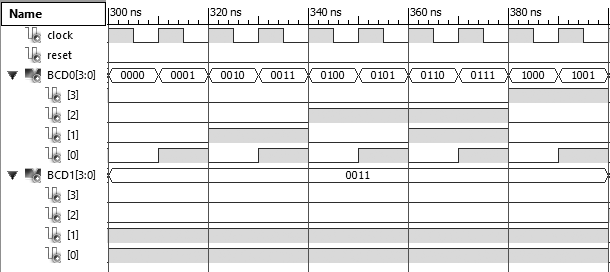 Name
300 ns 320 ns 340 ns 360 ns 380 ns
clock
reset
BCD0[3:0] 0000 0001 0010 0011 0100 0101 0110 0111 1000 1001
[3]
[2]
[1]
[0]
BCD1[3:0] 0011
[3]
[2]
[1]
[0]